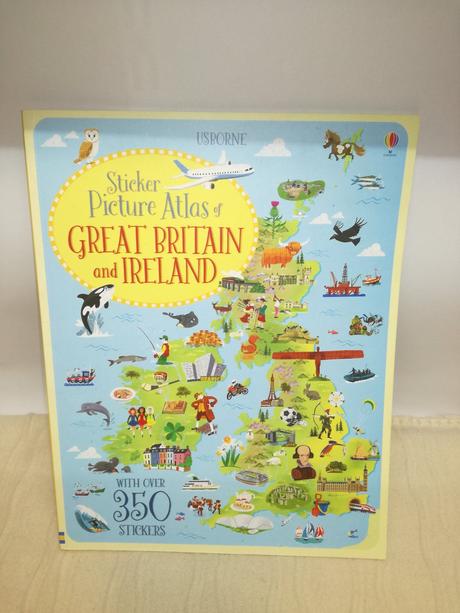 USBORNE
Sticker
Picture Atlas of
GREAT BRITAIN
and IRELAND
WITH OVER
350
STICKERS